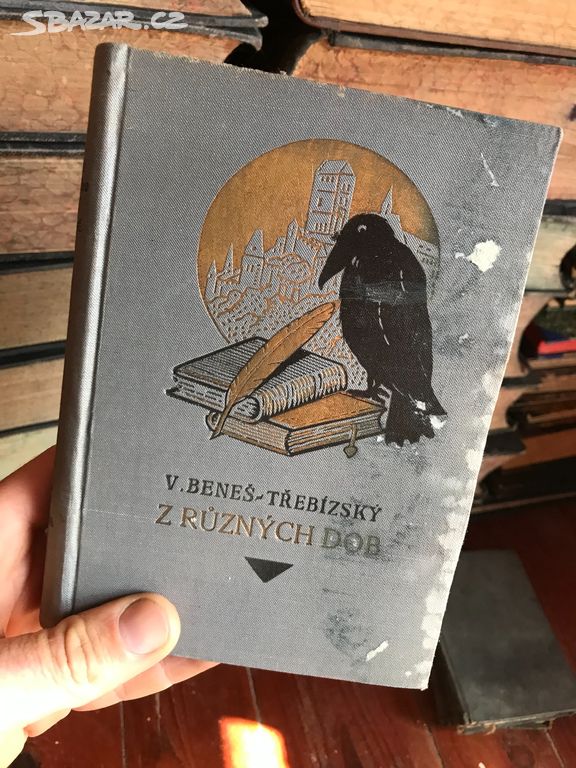 SBAZAR.CZ
V. BENEŠ-TŘEBÍZSKÝ
Z RŮZNÝCH DOB